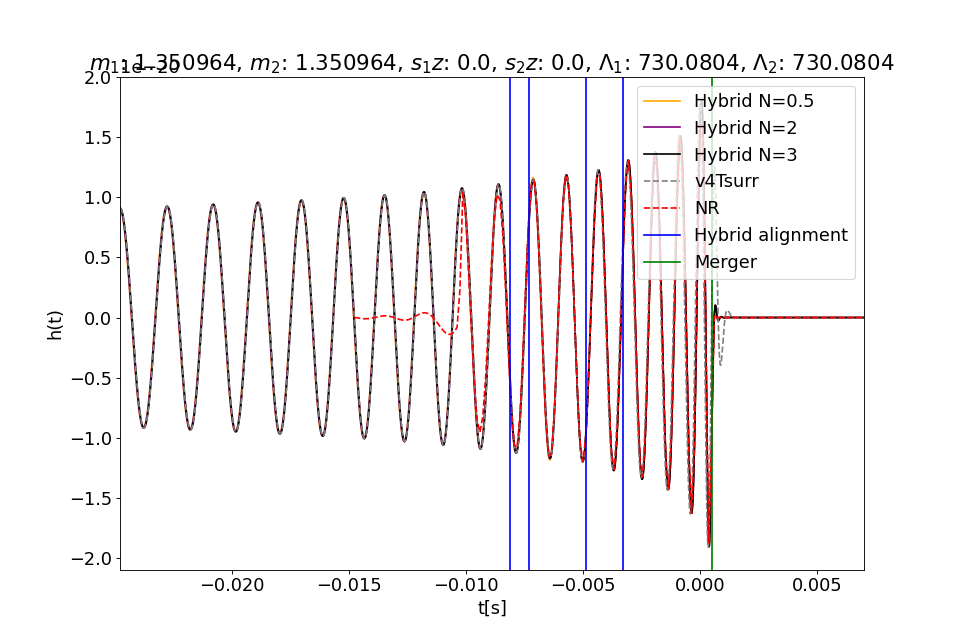 m₁: 1.350964, m₂: 1.350964, s₁z: 0.0, s₂z: 0.0, Λ₁: 730.0804, Λ₂: 730.0804
2.0
1.5
1.0
0.5
0.0
−0.5
−1.0
−1.5
−2.0
h(t)
Hybrid N=0.5
Hybrid N=2
Hybrid N=3
v4Tsurr
NR
Hybrid alignment
Merger
−0.020
−0.015
−0.010
−0.005
0.000
0.005
t[s]